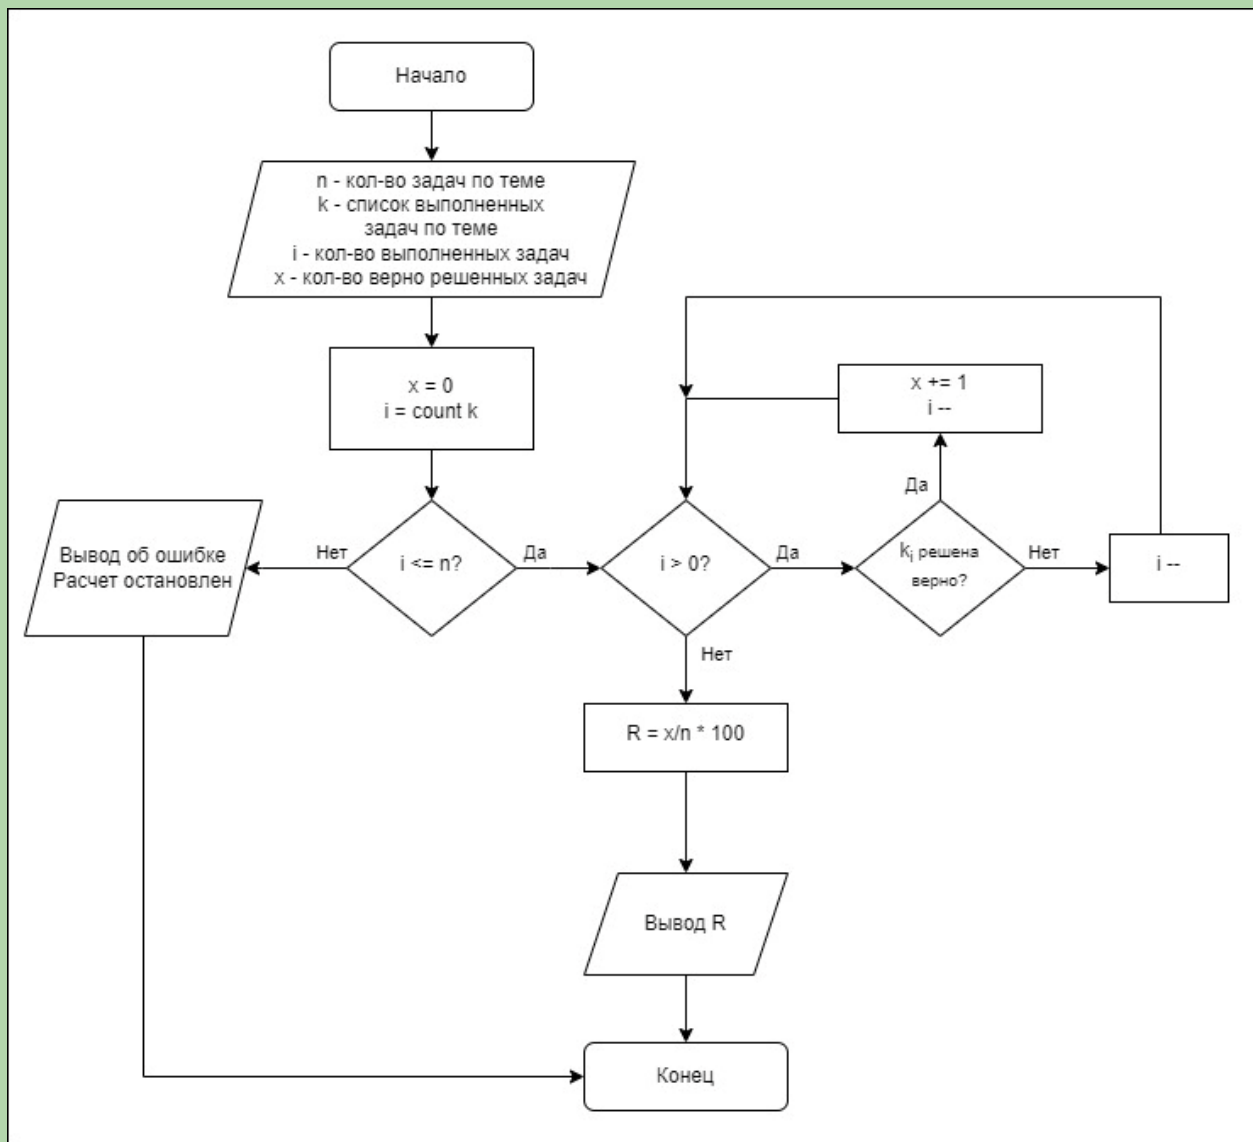 Начало
n - кол-во задач по теме
k - список выполненных
задач по теме
i - кол-во выполненных задач
x - кол-во верно решенных задач
x = 0
i = count k
x += 1
i --
Да
Вывод об ошибке
Расчет остановлен
Нет
i <= n?
Да
i > 0?
Да
ki решена
верно?
Нет
i --
Нет
R = x/n * 100
Вывод R
Конец